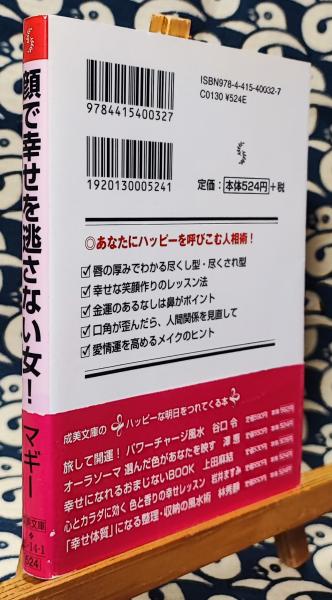 顔で幸せを逃さない女! マギー
成美文庫
14-1
524
9784415400327
1920130005241
ISBN978-4-415-40032-7
C0130 ¥524E
定価:本体524円+税
◎あなたにハッピーを呼びこむ人相術!
唇の厚みでわかる尽くし型・尽くされ型
幸せな笑顔作りのレッスン法
金運のあるなしは鼻がポイント
口角が歪んだら、人間関係を見直して
愛情運を高めるメイクのヒント
成美文庫の ハッピーな明日をつれてくる本
旅して開運! パワーチャージ風水 谷口 令
オーラソーマ 選んだ色があなたを映す 澤 恵
幸せになれるおまじないBOOK 上田麻結
心とカラダに効く 色と香りの幸せレッスン 岩井ますみ
「幸せ体質」になる整理・収納の風水術 林秀靜